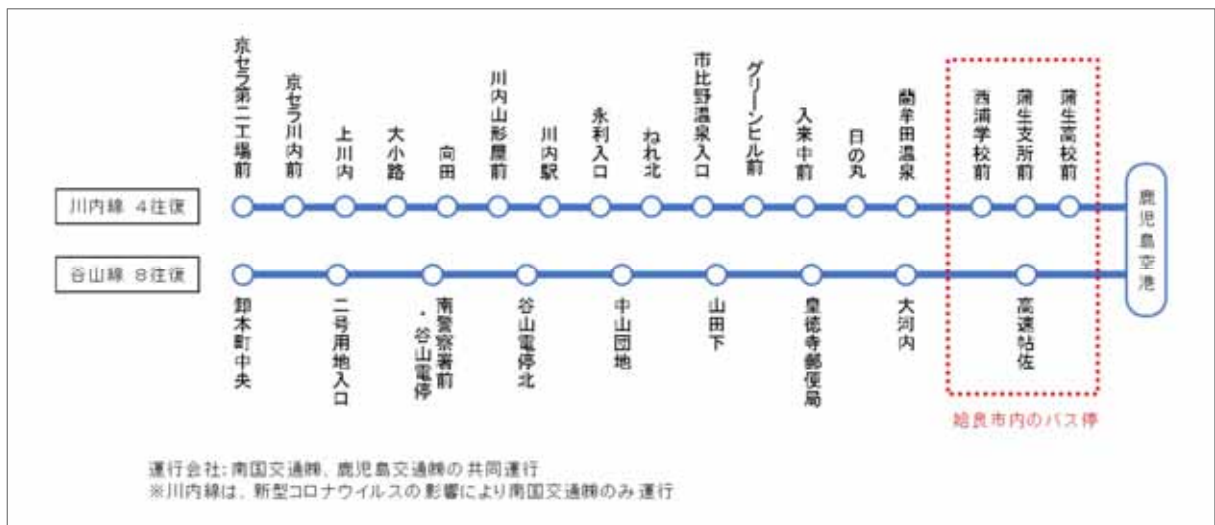 京セラ第二工場前
京セラ川内前
上川内
大小路
向田
川内山形屋前
川内駅
永利入口
ねれ北
市比野温泉入口
グリーンヒル前
入来中前
日の丸
藺牟田温泉
西浦学校前
蒲生支所前
蒲生高校前
川内線 4往復
鹿児島空港
谷山線 8往復
卸本町中央
二号用地入口
南警察署前
・谷山電停
谷山電停北
中山団地
山田下
皇徳寺郵便局
大河内
高速帖佐
姶良市内のバス停
運行会社:南国交通㈱、鹿児島交通㈱の共同運行
※川内線は、新型コロナウイルスの影響により南国交通㈱のみ運行